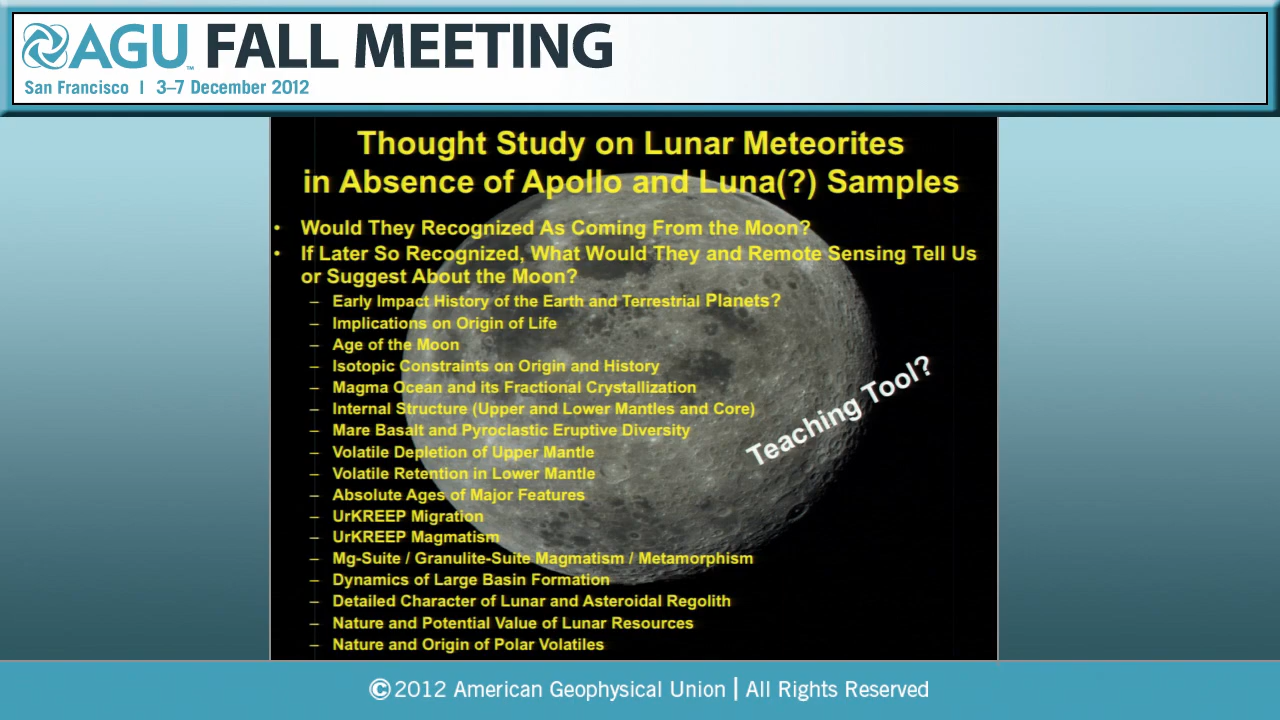 AGU FALL MEETING
San Francisco | 3–7 December 2012
Thought Study on Lunar Meteorites
in Absence of Apollo and Luna(?) Samples
• Would They Recognized As Coming From the Moon?
• If Later So Recognized, What Would They and Remote Sensing Tell Us
or Suggest About the Moon?
– Early Impact History of the Earth and Terrestrial Planets?
– Implications on Origin of Life
– Age of the Moon
– Isotopic Constraints on Origin and History
– Magma Ocean and its Fractional Crystallization
– Internal Structure (Upper and Lower Mantles and Core)
– Mare Basalt and Pyroclastic Eruptive Diversity
– Volatile Depletion of Upper Mantle
– Volatile Retention in Lower Mantle
– Absolute Ages of Major Features
– UrKREEP Migration
– UrKREEP Magmatism
– Mg-Suite / Granulite-Suite Magmatism / Metamorphism
– Dynamics of Large Basin Formation
– Detailed Character of Lunar and Asteroidal Regolith
– Nature and Potential Value of Lunar Resources
– Nature and Origin of Polar Volatiles
Teaching Tool?
© 2012 American Geophysical Union | All Rights Reserved